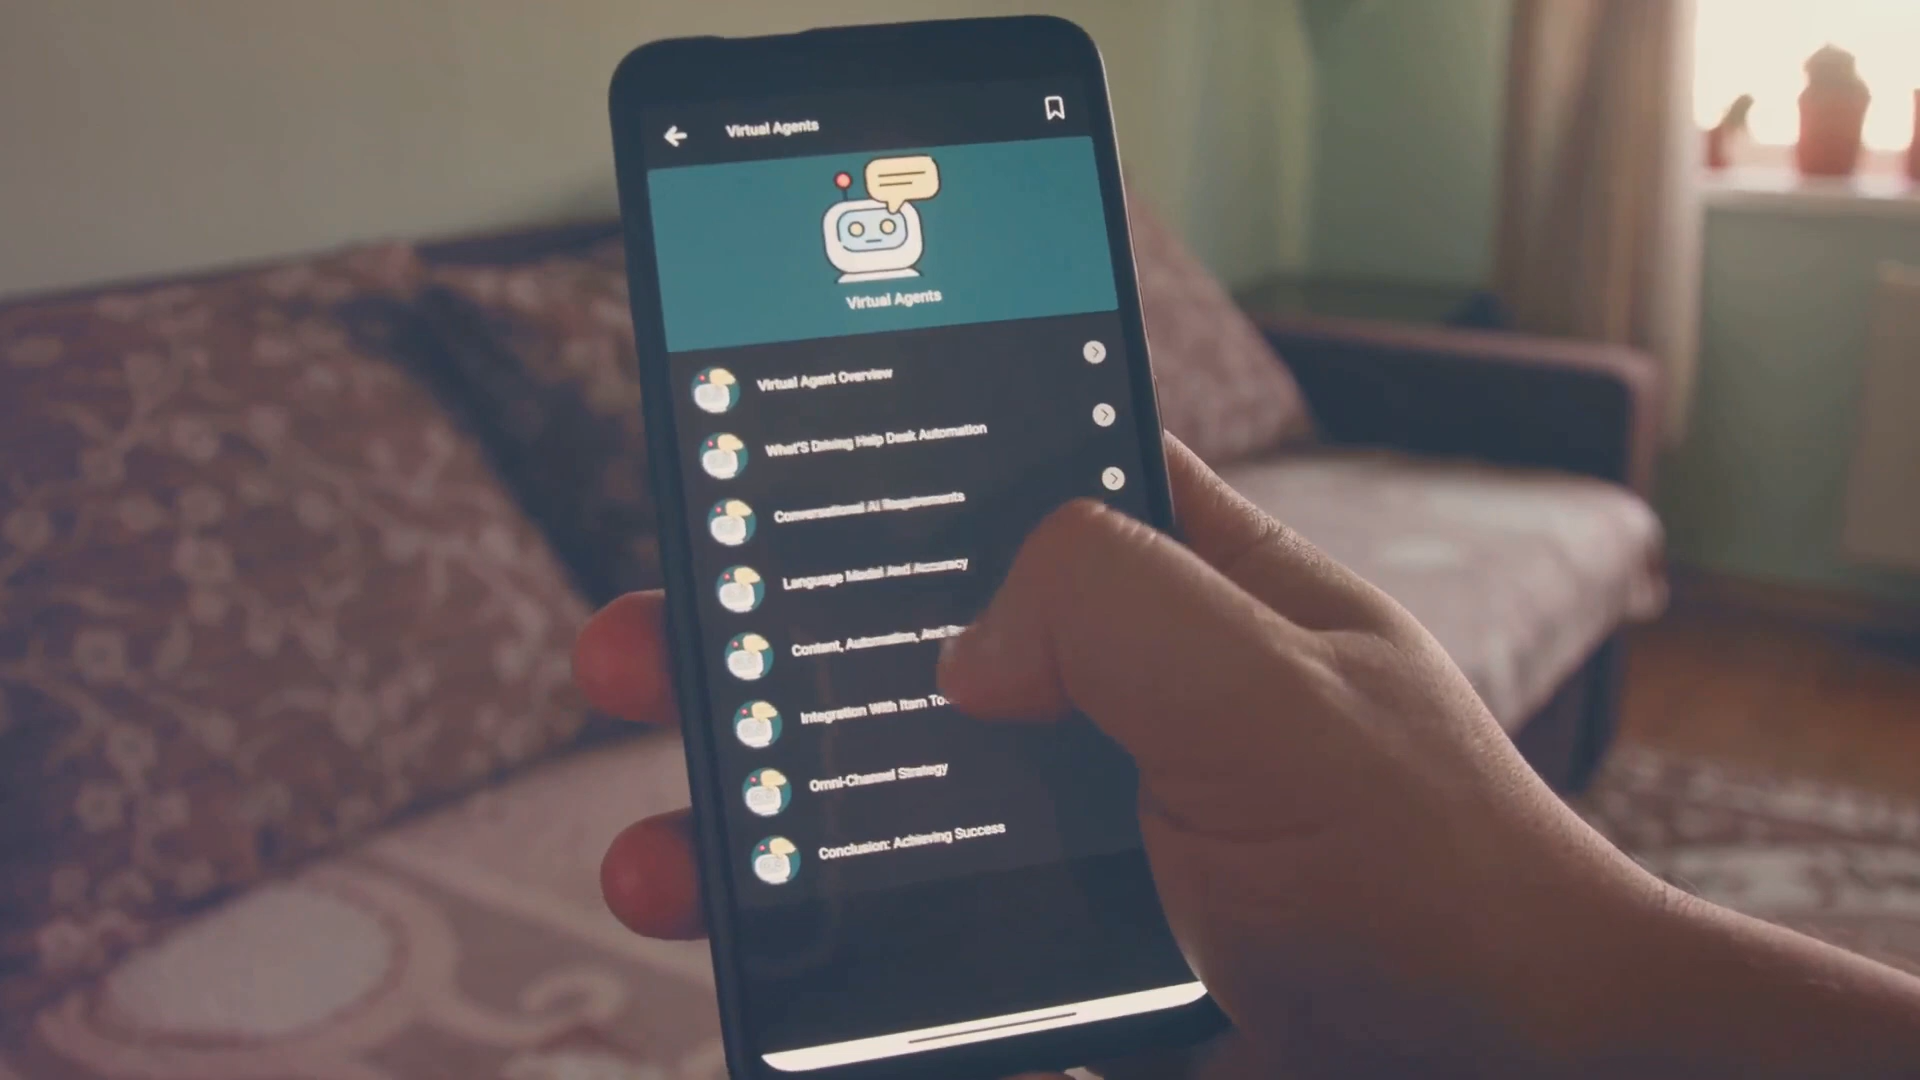 Virtual Agents
Virtual Agents
Virtual Agent Overview
What'S Driving Help Desk Automation
Conversational AI Requirements
Language Model And Accuracy
Content, Automation, And
Integration With Itsm
Omni-Channel Strategy
Conclusion: Achieving Success